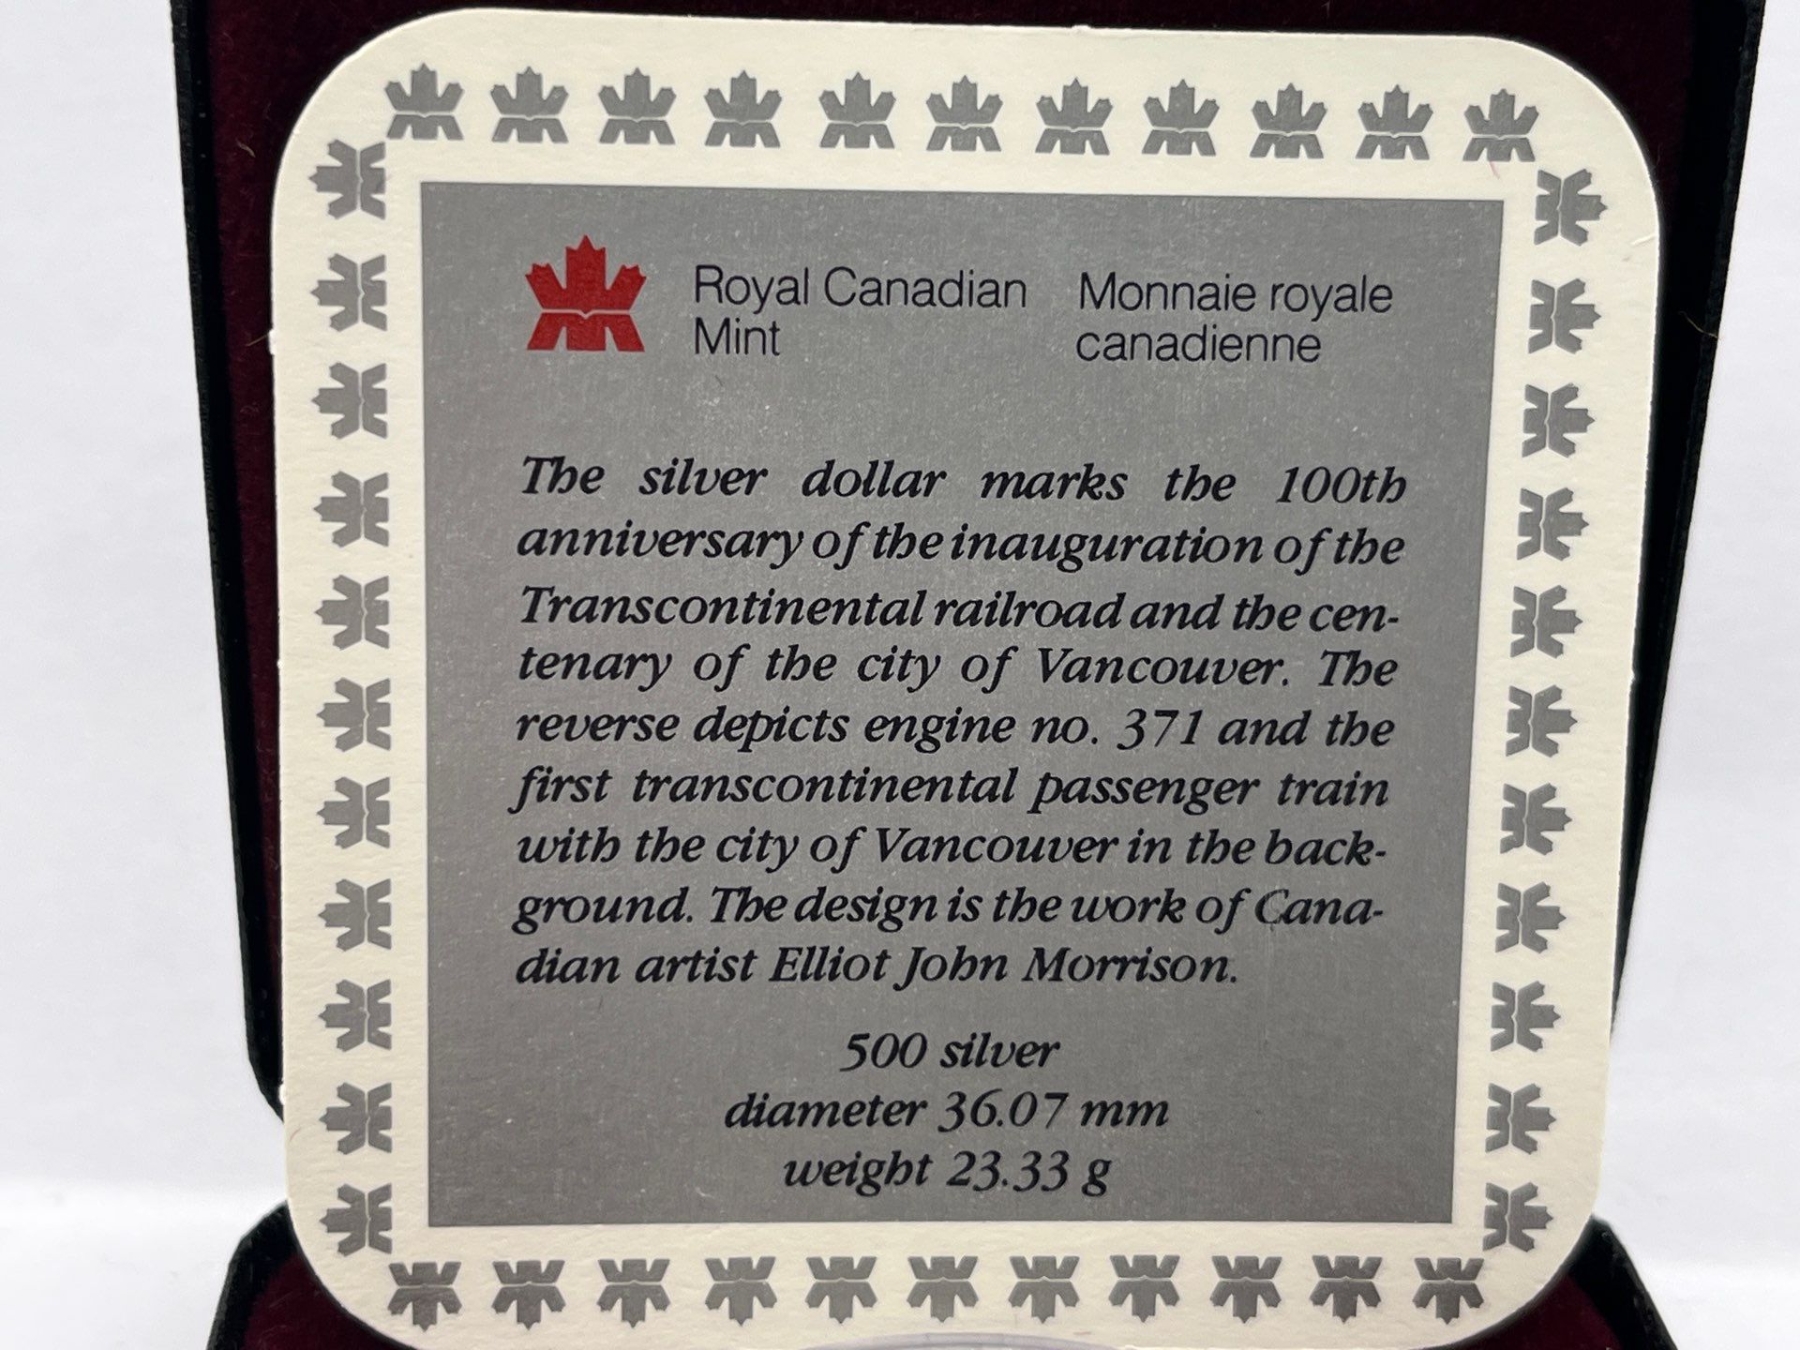 Royal Canadian Mint
Monnaie royale canadienne
The silver dollar marks the 100th
anniversary of the inauguration of the
Transcontinental railroad and the cen-
tenary of the city of Vancouver. The
reverse depicts engine no. 371 and the
first transcontinental passenger train
with the city of Vancouver in the back-
ground. The design is the work of Cana-
dian artist Elliot John Morrison.
500 silver
diameter 36.07 mm
weight 23.33 g